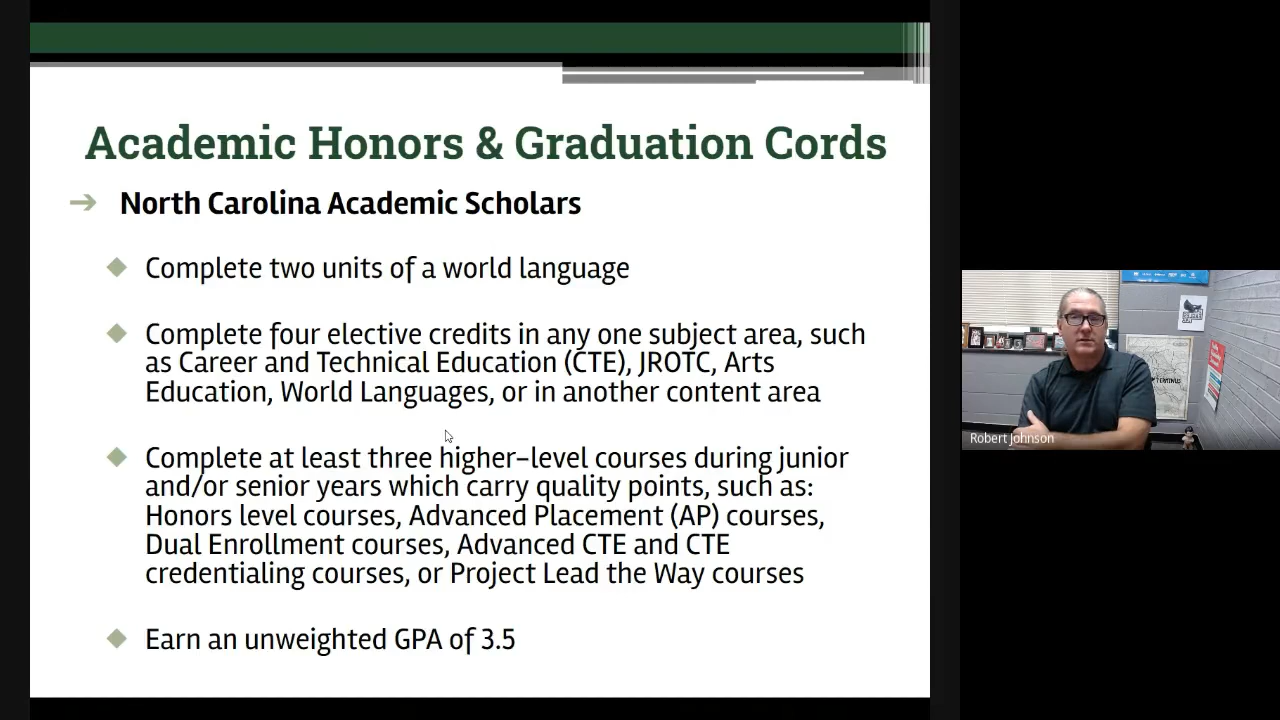 Academic Honors & Graduation Cords
North Carolina Academic Scholars
Complete two units of a world language
Complete four elective credits in any one subject area, such
as Career and Technical Education (CTE), JROTC, Arts
Education, World Languages, or in another content area
Complete at least three higher-level courses during junior
and/or senior years which carry quality points, such as:
Honors level courses, Advanced Placement (AP) courses,
Dual Enrollment courses, Advanced CTE and CTE
credentialing courses, or Project Lead the Way courses
Earn an unweighted GPA of 3.5
Robert Johnson